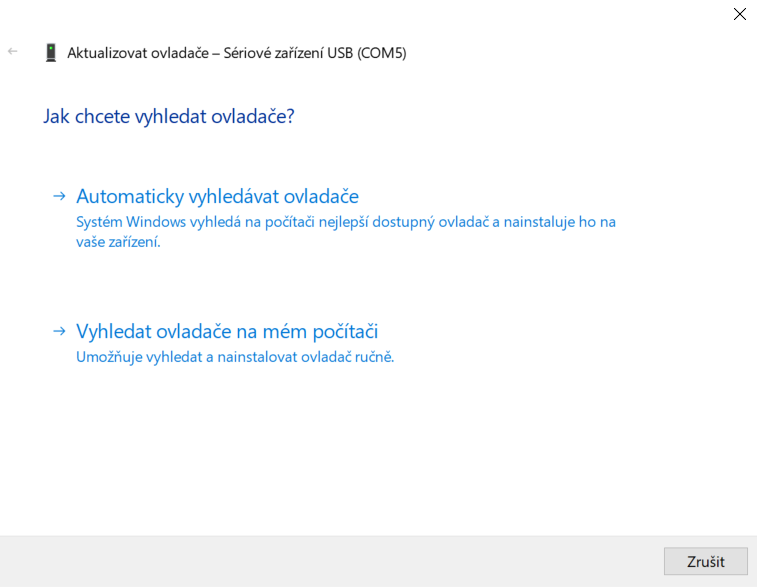 Aktualizovat ovladače – Sériové zařízení USB (COM5)
Jak chcete vyhledat ovladače?
Automaticky vyhledávat ovladače
Systém Windows vyhledá na počítači nejlepší dostupný ovladač a nainstaluje ho na
vaše zařízení.
Vyhledat ovladače na mém počítači
Umožňuje vyhledat a nainstalovat ovladač ručně.
Zrušit